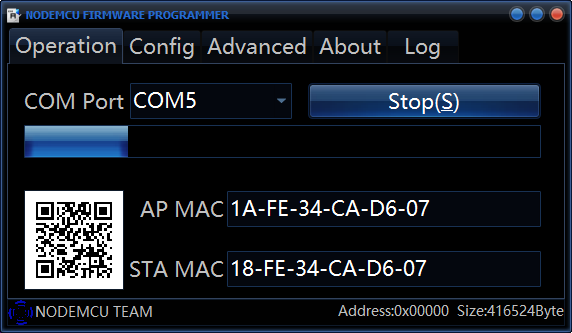 NODEMCU FIRMWARE PROGRAMMER
Operation Config Advanced About Log
COM Port COM5 Stop(S)
AP MAC 1A-FE-34-CA-D6-07
STA MAC 18-FE-34-CA-D6-07
NODEMCU TEAM Address:0x00000 Size:416524Byte